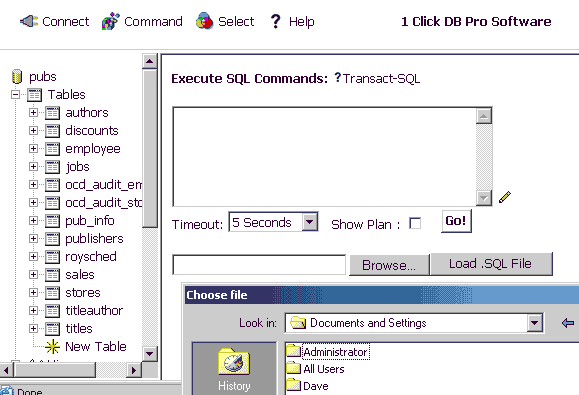 Connect Command Select ? Help 1 Click DB Pro Software
pubs
Tables
authors
discounts
employee
jobs
ocd_audit_em
ocd_audit_sto
pub_info
publishers
roysched
sales
stores
titleauthor
titles
New Table
Done
Execute SQL Commands: ?Transact-SQL
Timeout: 5 Seconds Show Plan : Go!
Browse... Load .SQL File
Choose file
Look in: Documents and Settings
History
Administrator
All Users
Dave